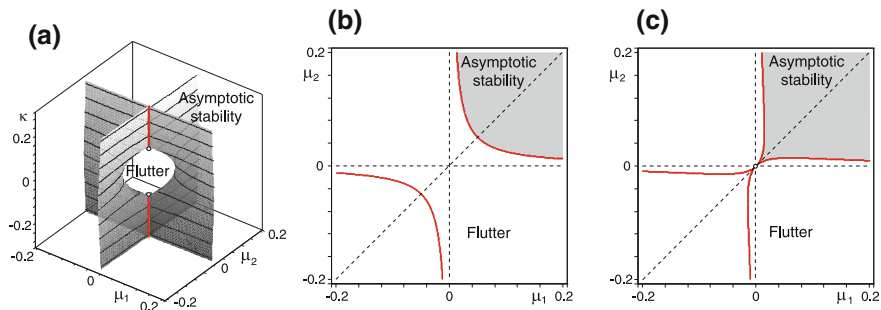 (a)
κ
0.2
0
-0.2
-0.2
0
μ1
0.2
-0.2
0
μ2
0.2
Asymptotic
stability
Flutter
(b)
0.2
μ2
0
-0.2
-0.2
0
μ1
0.2
Asymptotic
stability
Flutter
(c)
0.2
μ2
0
-0.2
-0.2
0
μ1
0.2
Asymptotic
stability
Flutter